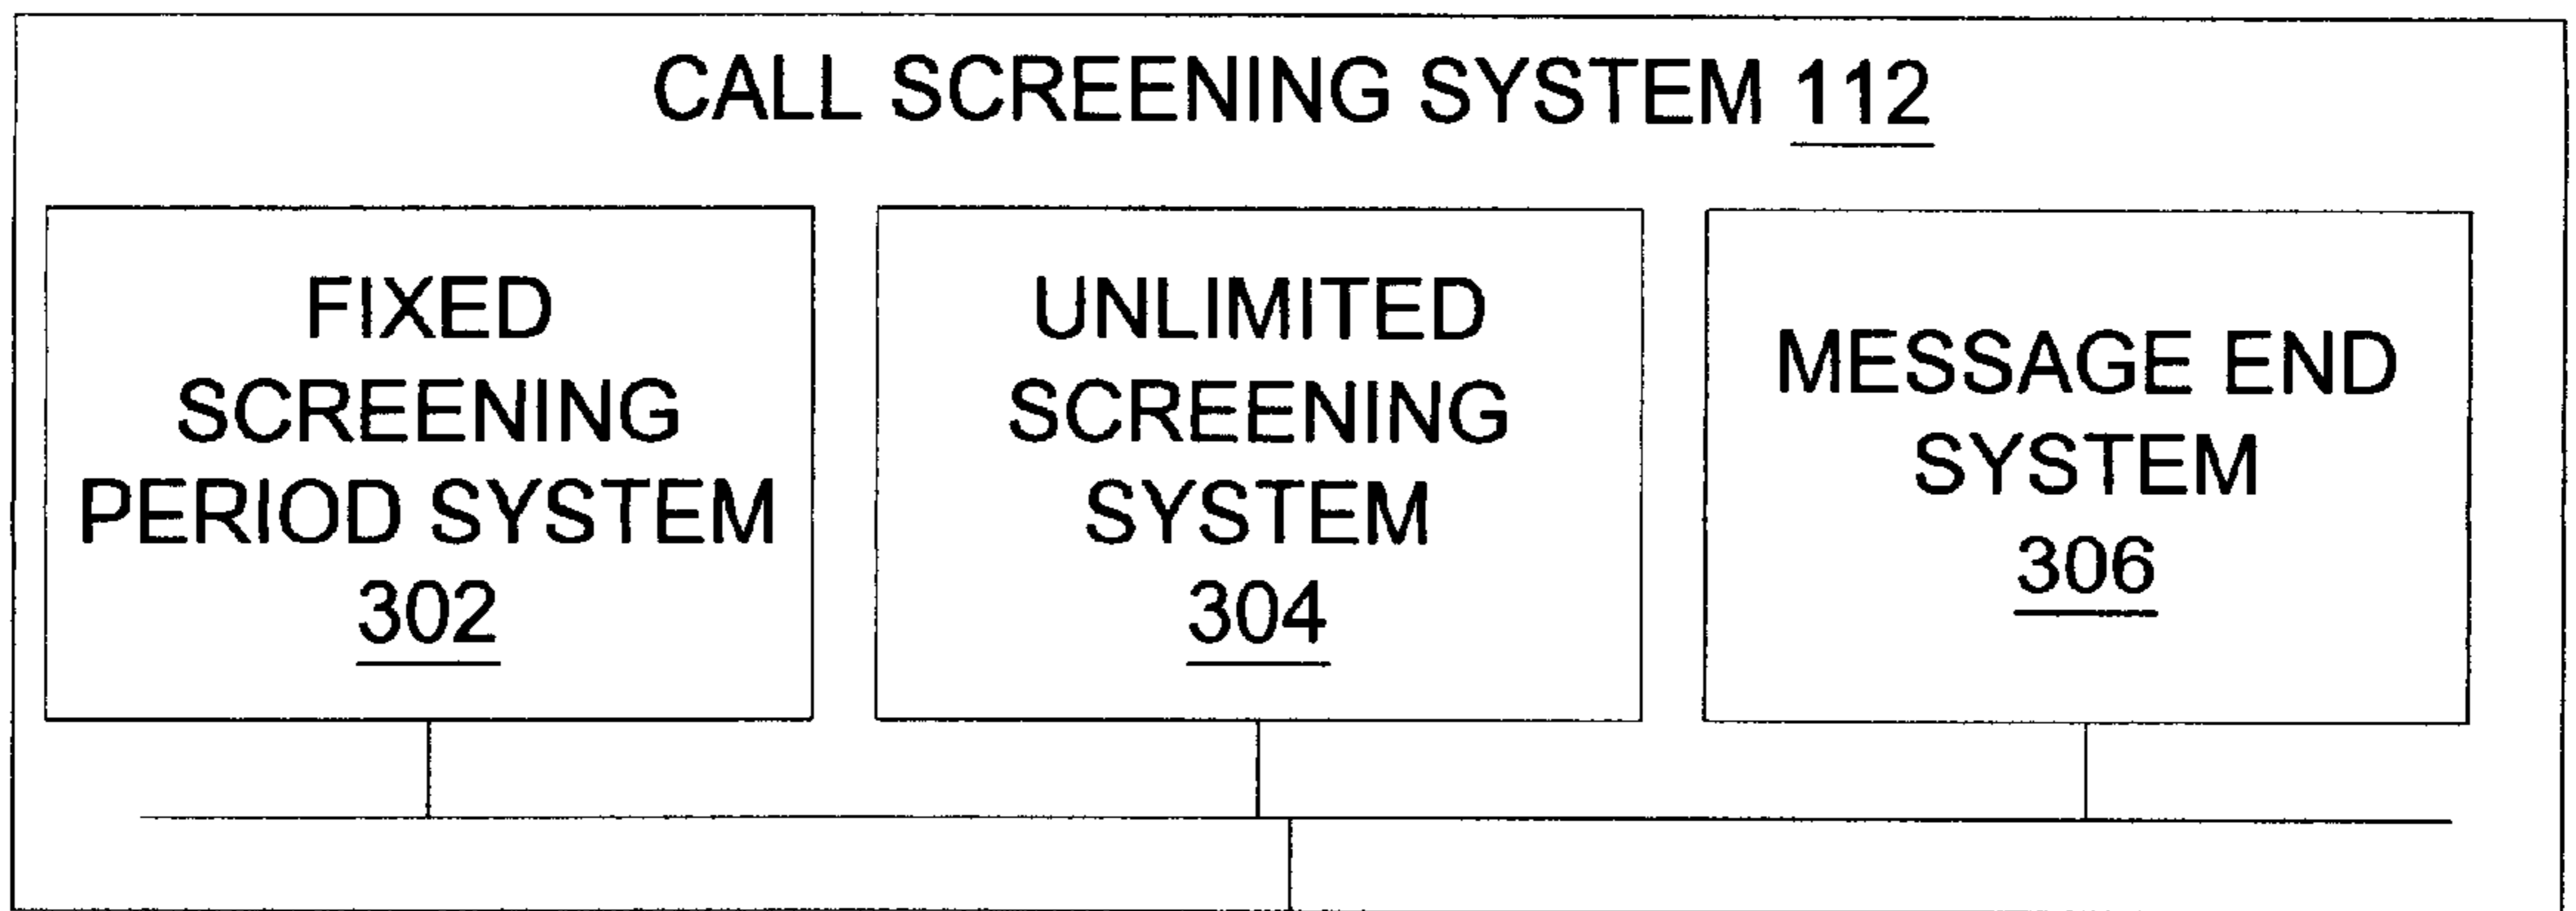 CALL SCREENING SYSTEM 112
FIXED
SCREENING
PERIOD SYSTEM
302
UNLIMITED
SCREENING
SYSTEM
304
MESSAGE END
SYSTEM
306